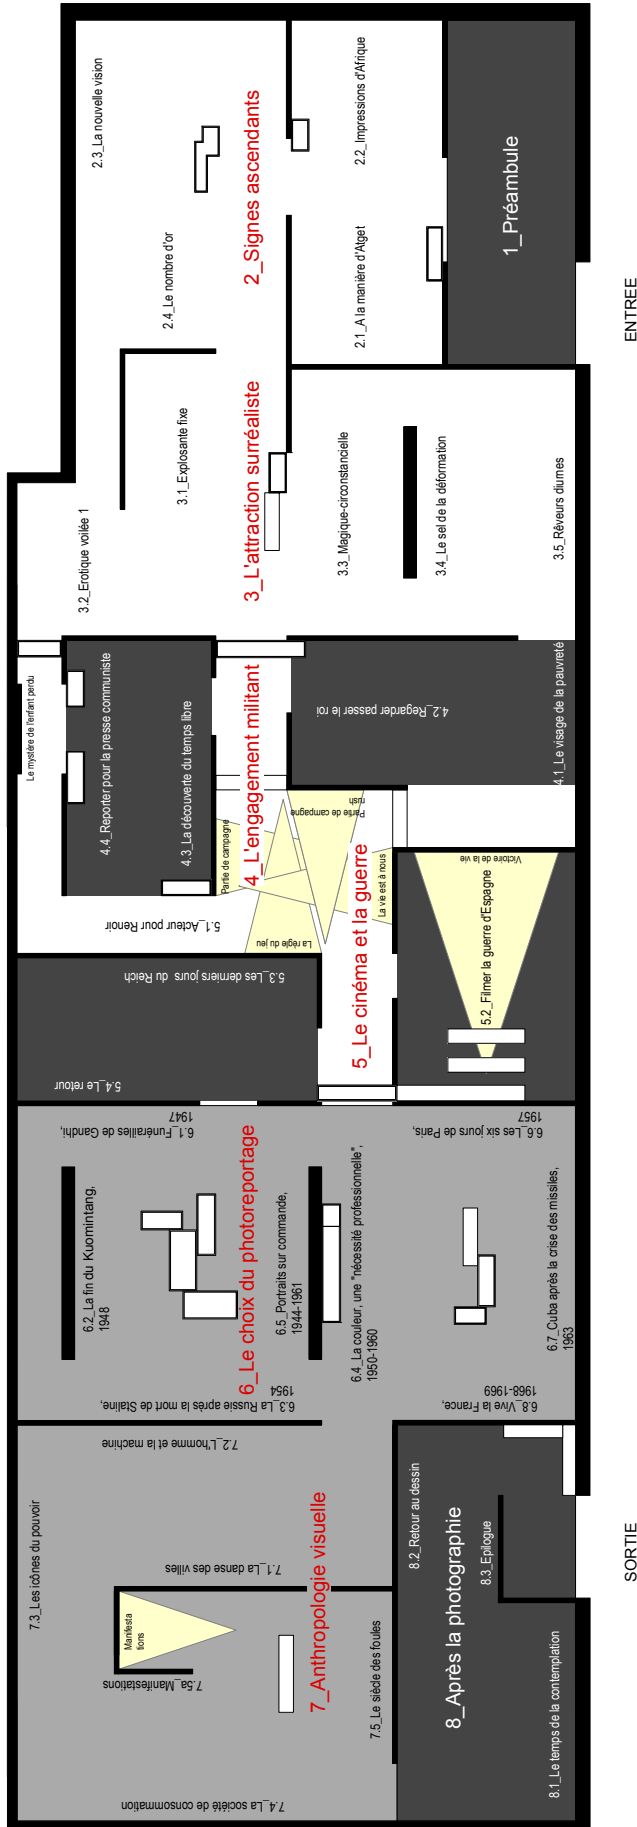 ENTREE
1_Préambule
2_Signes ascendants
2.1_A la manière d'Atget
2.2_Impressions d'Afrique
2.3_La nouvelle vision
2.4_Le nombre d'or
3_L'attraction surréaliste
3.1_Explosante fixe
3.2_Erotique voilée 1
3.3_Magique-circonstancielle
3.4_Le sel de la déformation
3.5_Rêveurs diurnes
4_L'engagement militant
4.1_Le visage de la pauvreté
4.2_Regarder passer le roi
4.3_La découverte du temps libre
4.4_Reporter pour la presse communiste
Le mystère de l'enfant perdu
5_Le cinéma et la guerre
5.1_Acteur pour Renoir
Partie de campagne
Partie de campagne
rush
La règle du jeu
La vie est à nous
5.2_Filmer la guerre d'Espagne
Victoire de la vie
5.3_Les derniers jours du Reich
5.4_Le retour
6_Le choix du photoreportage
6.1_Funérailles de Gandhi,
1947
6.2_La fin du Kuomintang,
1948
6.3_La Russie après la mort de Staline,
1954
6.4_La couleur, une "nécessité professionnelle",
1950-1960
6.5_Portraits sur commande,
1944-1961
6.6_Les six jours de Paris,
1957
6.7_Cuba après la crise des missiles,
1963
6.8_Vive la France,
1968-1969
7_Anthropologie visuelle
7.1_La danse des villes
7.2_L'homme et la machine
7.3_Les icônes du pouvoir
7.4_La société de consommation
7.5_Le siècle des foules
7.5a_Manifestations
Manifesta
tions
8_Après la photographie
8.1_Le temps de la contemplation
8.2_Retour au dessin
8.3_Epilogue
SORTIE